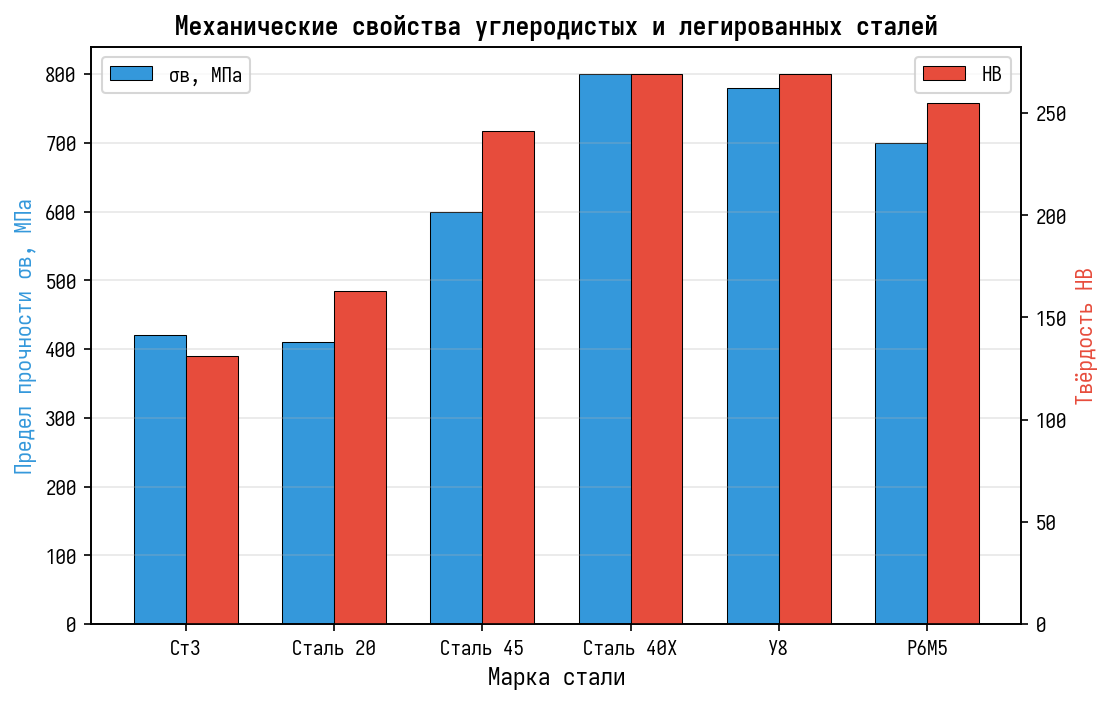 Механические свойства углеродистых и легированных сталей
σв, МПа
HB
Предел прочности σв, МПа
800
700
600
500
400
300
200
100
0
250
200
150
100
50
0
Твёрдость HB
Ст3
Сталь 20
Сталь 45
Сталь 40Х
У8
Р6М5
Марка стали